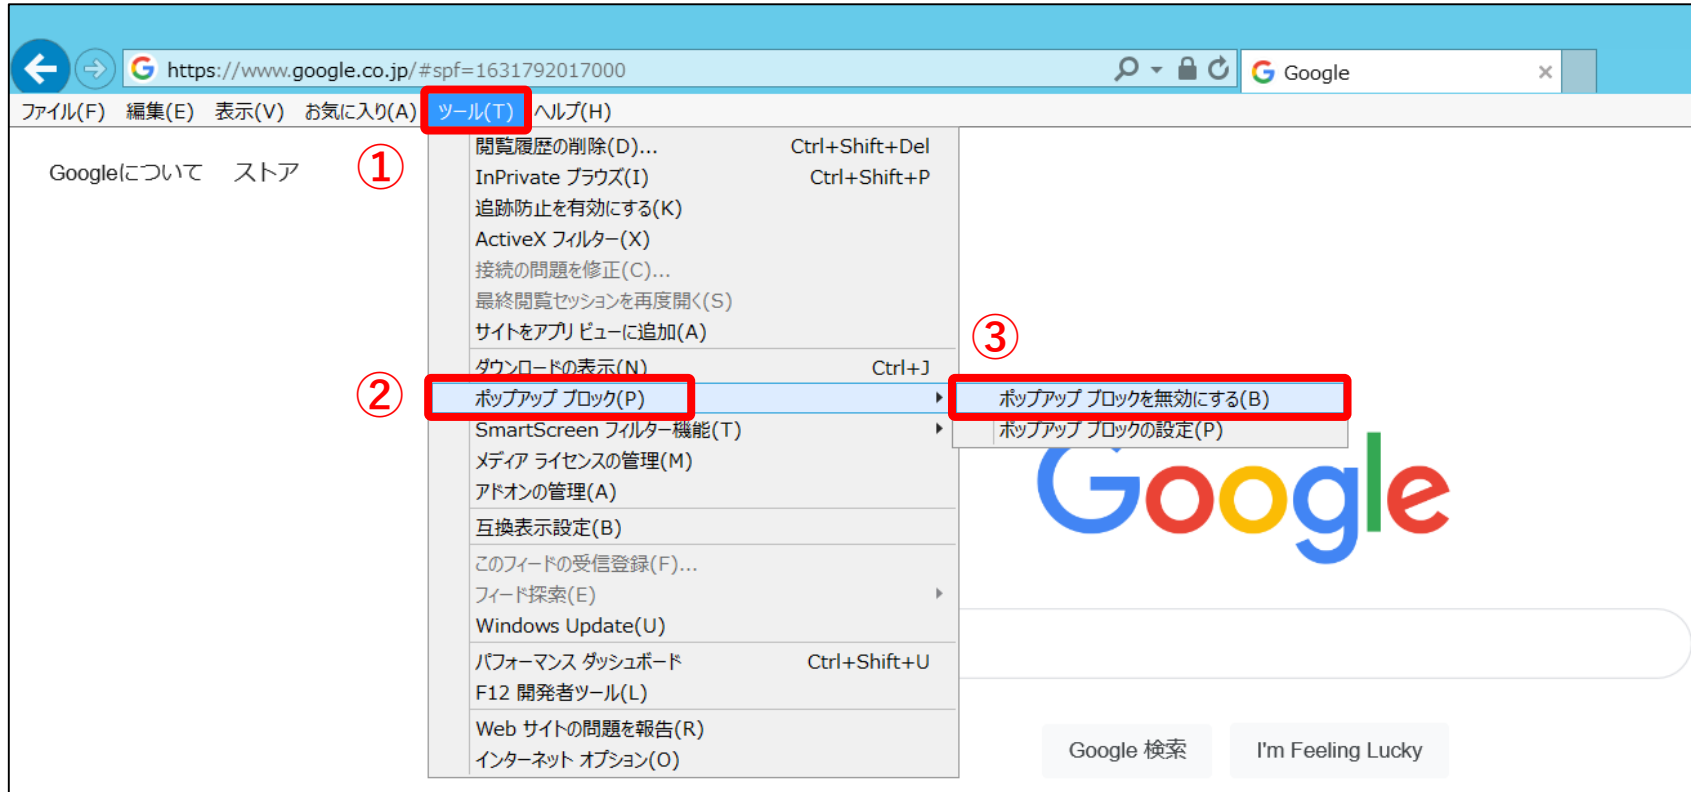 https://www.google.co.jp/#spf=1631792017000
Google
ファイル(F) 編集(E) 表示(V) お気に入り(A) ツール(T) ヘルプ(H)
Googleについて ストア
①
閲覧履歴の削除(D)... Ctrl+Shift+Del
InPrivate ブラウズ(I) Ctrl+Shift+P
追跡防止を有効にする(K)
ActiveX フィルター(X)
接続の問題を修正(C)...
最終閲覧セッションを再度開く(S)
サイトをアプリ ビューに追加(A)
ダウンロードの表示(N) Ctrl+J
②
ポップアップ ブロック(P)
③
ポップアップ ブロックを無効にする(B)
ポップアップ ブロックの設定(P)
SmartScreen フィルター機能(T)
メディア ライセンスの管理(M)
アドオンの管理(A)
互換表示設定(B)
このフィードの受信登録(F)...
フィード探索(E)
Windows Update(U)
パフォーマンス ダッシュボード Ctrl+Shift+U
F12 開発者ツール(L)
Web サイトの問題を報告(R)
インターネット オプション(O)
Google
Google 検索 I'm Feeling Lucky